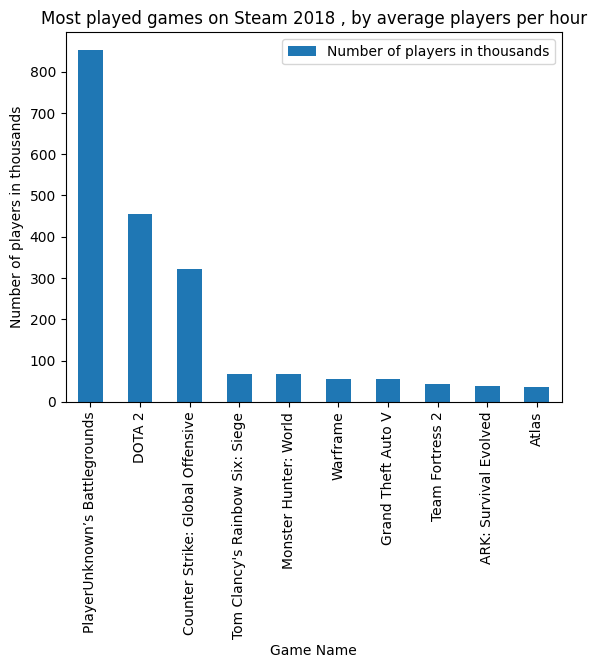 Most played games on Steam 2018 , by average players per hour
Number of players in thousands
Number of players in thousands
800
700
600
500
400
300
200
100
0
PlayerUnknown’s Battlegrounds
DOTA 2
Counter Strike: Global Offensive
Tom Clancy's Rainbow Six: Siege
Monster Hunter: World
Warframe
Grand Theft Auto V
Team Fortress 2
ARK: Survival Evolved
Atlas
Game Name